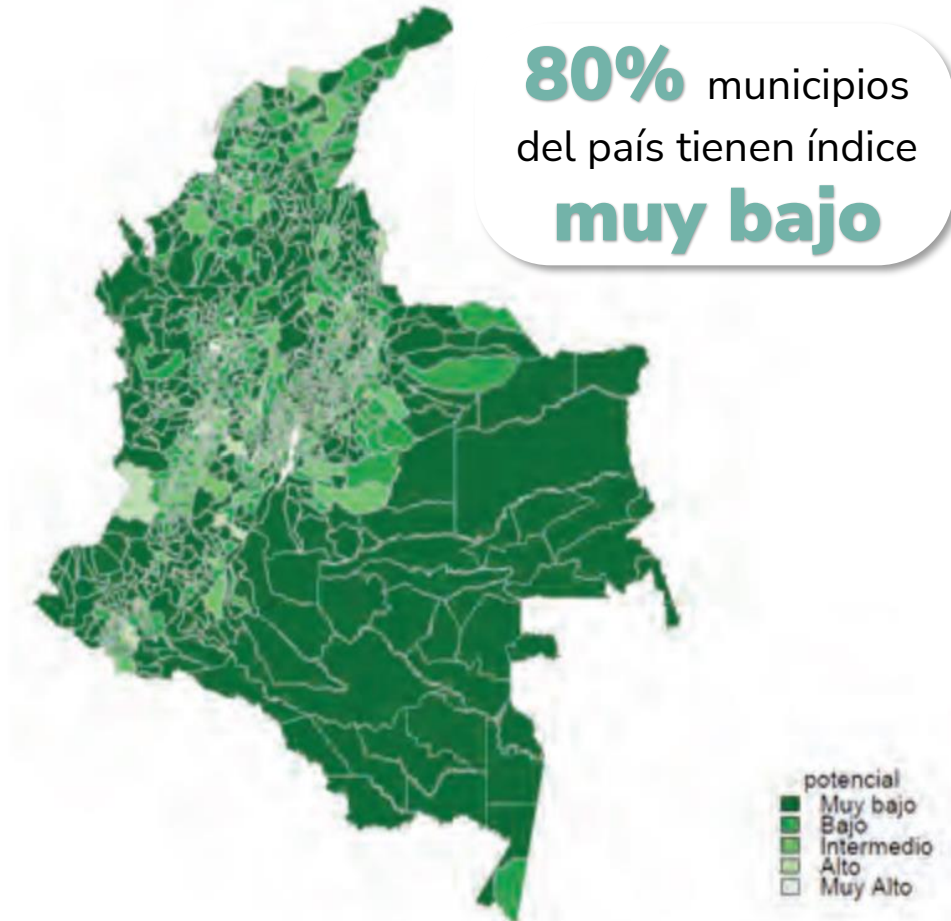 80% municipios
del país tienen índice
muy bajo
potencial
Muy bajo
Bajo
Intermedio
Alto
Muy Alto